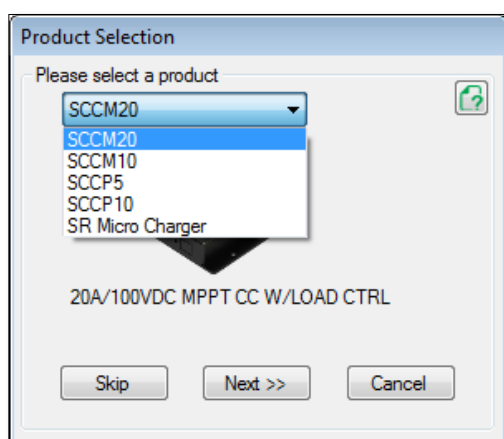 Product Selection
Please select a product
SCCM20
SCCM20
SCCM10
SCCP5
SCCP10
SR Micro Charger
20A/100VDC MPPT CC W/LOAD CTRL
Skip
Next >>
Cancel